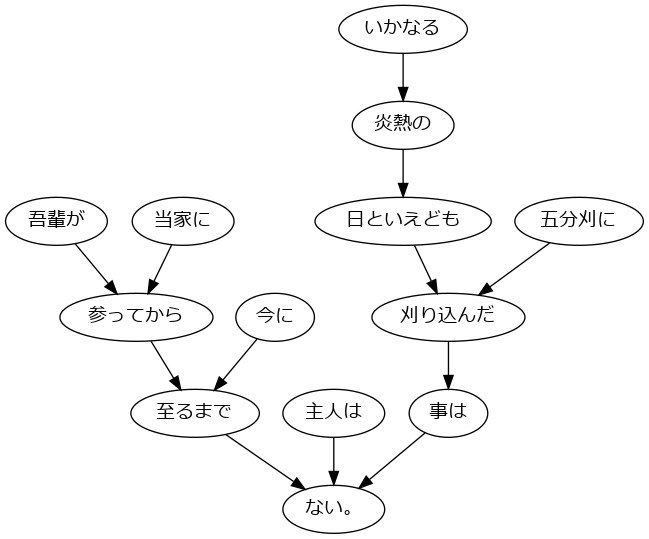 いかなる
炎熱の
吾輩が 当家に 日といえども 五分刈に
参ってから 今に 刈り込んだ
至るまで 主人は 事は
ない。